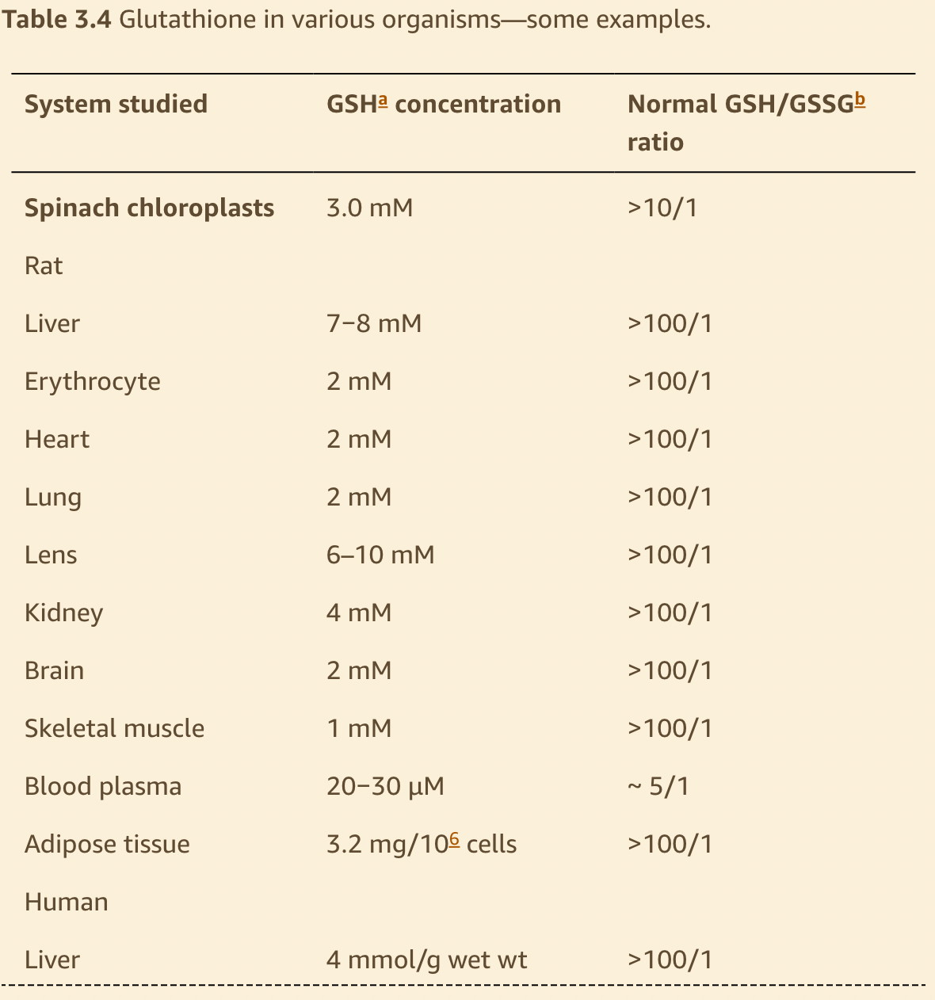 Table 3.4 Glutathione in various organisms—some examples.
System studied GSHa concentration Normal GSH/GSSGb
ratio
Spinach chloroplasts 3.0 mM >10/1
Rat
Liver 7−8 mM >100/1
Erythrocyte 2 mM >100/1
Heart 2 mM >100/1
Lung 2 mM >100/1
Lens 6–10 mM >100/1
Kidney 4 mM >100/1
Brain 2 mM >100/1
Skeletal muscle 1 mM >100/1
Blood plasma 20−30 μM ~ 5/1
Adipose tissue 3.2 mg/106 cells >100/1
Human
Liver 4 mmol/g wet wt >100/1